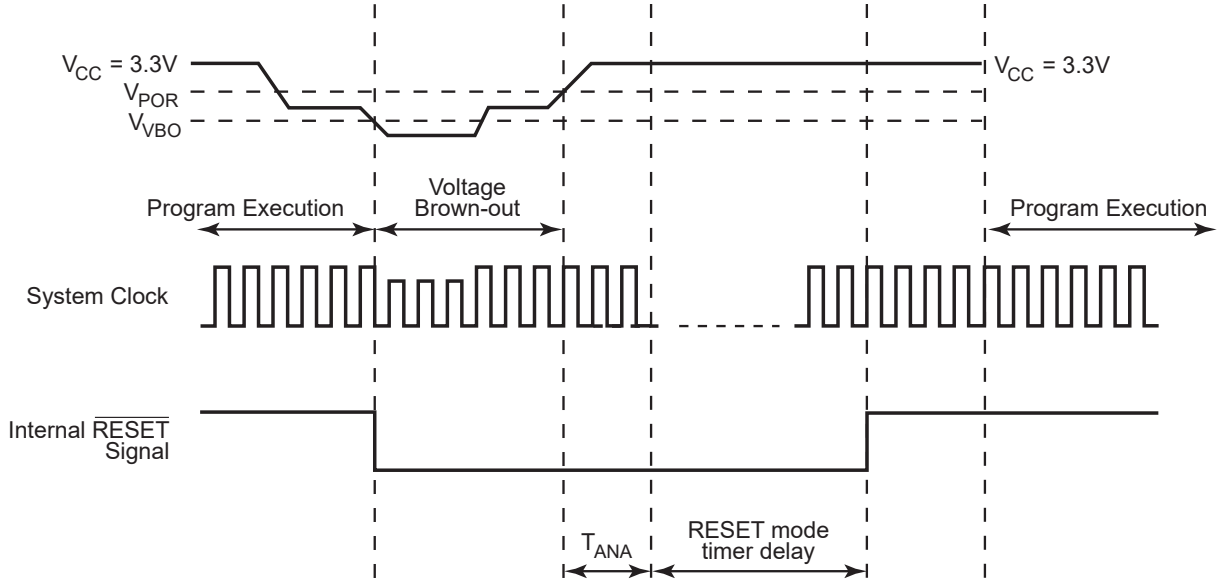 V_CC = 3.3V
V_CC = 3.3V
V_POR
V_VBO
Program Execution
Voltage
Brown-out
Program Execution
System Clock
Internal RESET
Signal
T_ANA
RESET mode
timer delay